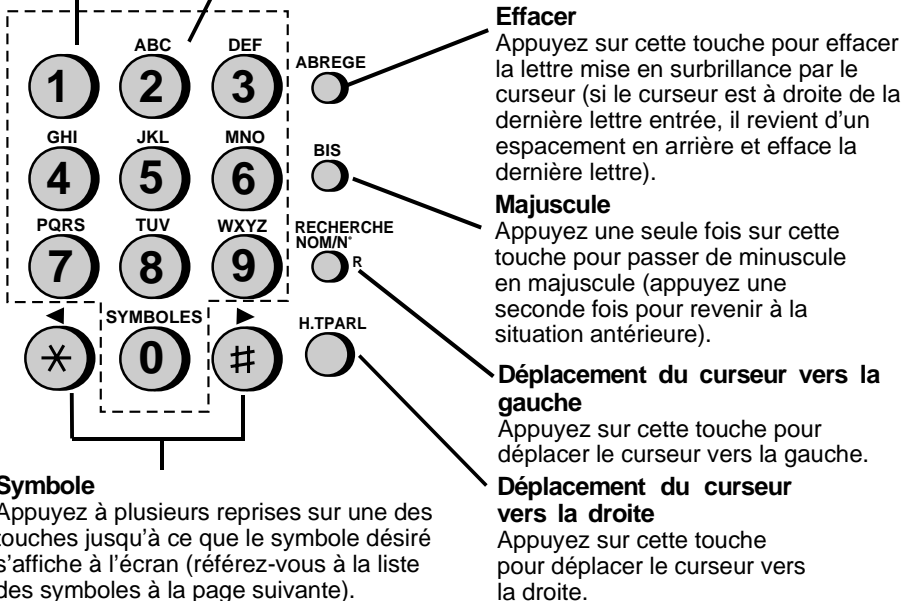 ABC DEF
1 2 3 ABREGE
GHI JKL MNO
4 5 6 BIS
PQRS TUV WXYZ
7 8 9 RECHERCHE
NOM/N°
R
◄ SYMBOLES ►
* 0 # H.TPARL
Effacer
Appuyez sur cette touche pour effacer
la lettre mise en surbrillance par le
curseur (si le curseur est à droite de la
dernière lettre entrée, il revient d'un
espacement en arrière et efface la
dernière lettre).
Majuscule
Appuyez une seule fois sur cette
touche pour passer de minuscule
en majuscule (appuyez une
seconde fois pour revenir à la
situation antérieure).
Déplacement du curseur vers la
gauche
Appuyez sur cette touche pour
déplacer le curseur vers la gauche.
Déplacement du curseur
vers la droite
Appuyez sur cette touche
pour déplacer le curseur vers
la droite.
Symbole
Appuyez à plusieurs reprises sur une des
touches jusqu'à ce que le symbole désiré
s'affiche à l'écran (référez-vous à la liste
des symboles à la page suivante).